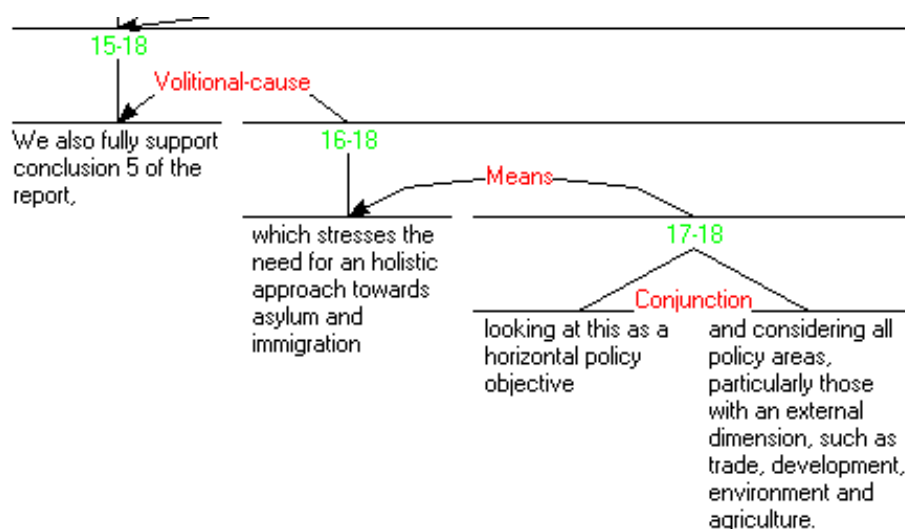 15-18
Volitional-cause
We also fully support
conclusion 5 of the
report,
16-18
Means
which stresses the
need for an holistic
approach towards
asylum and
immigration
17-18
Conjunction
looking at this as a
horizontal policy
objective
and considering all
policy areas,
particularly those
with an external
dimension, such as
trade, development,
environment and
agriculture.